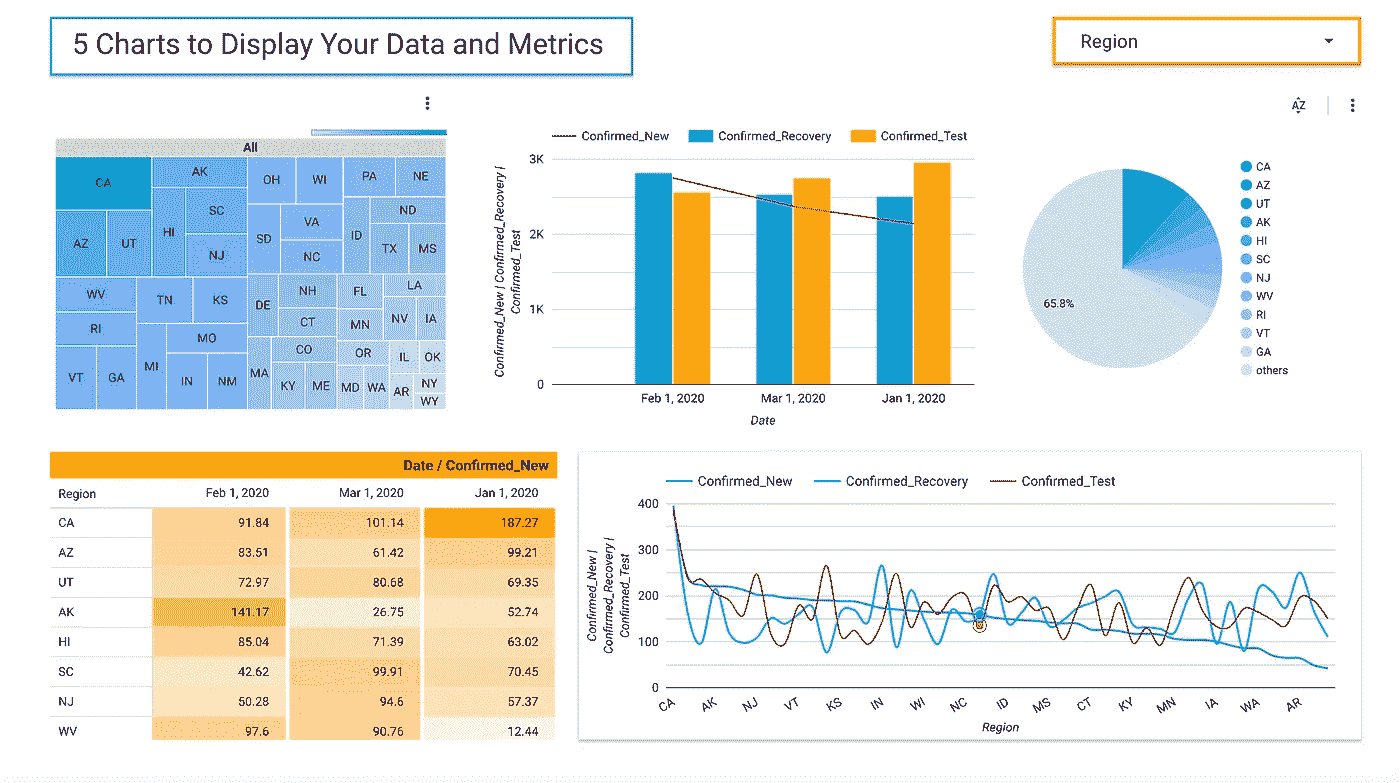 5 Charts to Display Your Data and Metrics
Region
AZ
All
CA
AK
OH
WI
PA
NE
AZ
UT
HI
SC
NJ
SD
VA
NC
ID
ND
TX
MS
WV
RI
TN
KS
DE
NH
CT
FL
MN
LA
NV
IA
VT
GA
MI
MO
IN
NM
MA
CO
KY
ME
OR
MD
WA
IL
OK
AR
NY
WY
Confirmed_New
Confirmed_Recovery
Confirmed_Test
Confirmed_New | Confirmed_Recovery |
Confirmed_Test
3K
2K
1K
0
Feb 1, 2020
Mar 1, 2020
Jan 1, 2020
Date
65.8%
CA
AZ
UT
AK
HI
SC
NJ
WV
RI
VT
GA
others
Date / Confirmed_New
Region Feb 1, 2020 Mar 1, 2020 Jan 1, 2020
CA 91.84 101.14 187.27
AZ 83.51 61.42 99.21
UT 72.97 80.68 69.35
AK 141.17 26.75 52.74
HI 85.04 71.39 63.02
SC 42.62 99.91 70.45
NJ 50.28 94.6 57.37
WV 97.6 90.76 12.44
Confirmed_New
Confirmed_Recovery
Confirmed_Test
Confirmed_New |
Confirmed_Recovery |
Confirmed_Test
400
300
200
100
0
CA
AK
NJ
VT
KS
IN
WI
NC
ID
MS
CT
KY
MN
IA
WA
AR
Region